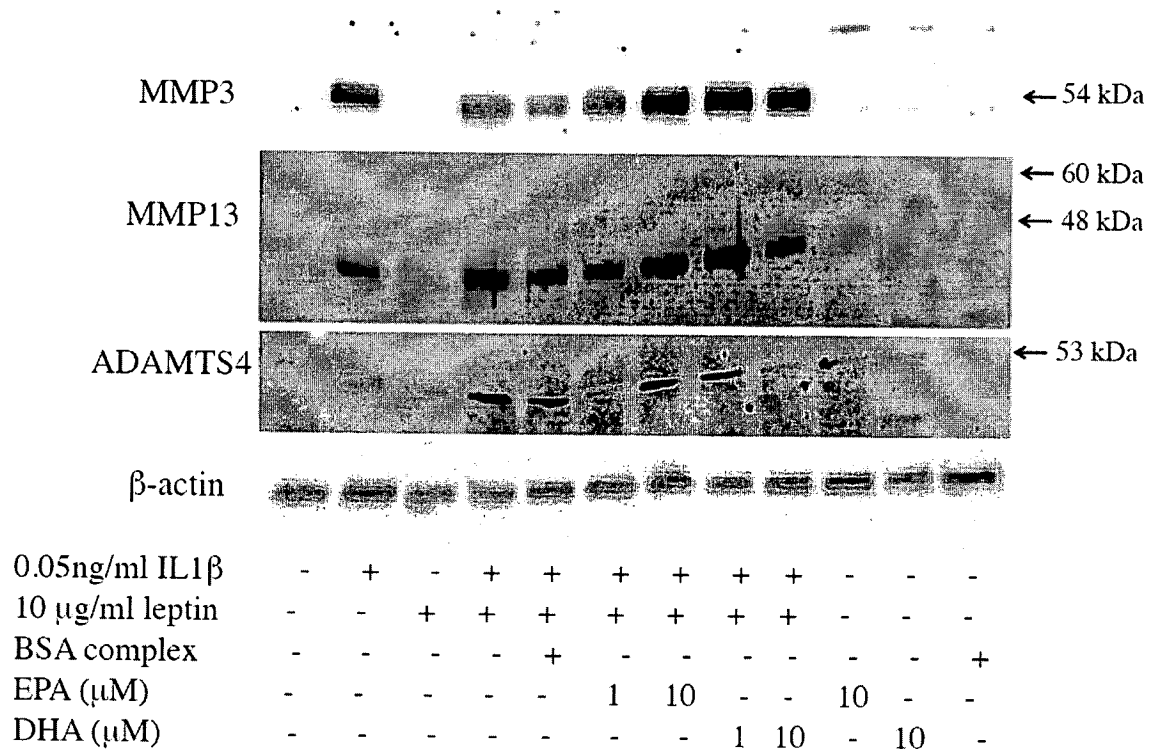 MMP3 ← 54 kDa
← 60 kDa
MMP13 ← 48 kDa
ADAMTS4 ← 53 kDa
β-actin
0.05ng/ml IL1β - + - + + + + + + - - -
10 μg/ml leptin - - + + + + + + + - - -
BSA complex - - - - + - - - - - - +
EPA (μM) - - - - - 1 10 - - 10 - -
DHA (μM) - - - - - - - 1 10 - 10 -